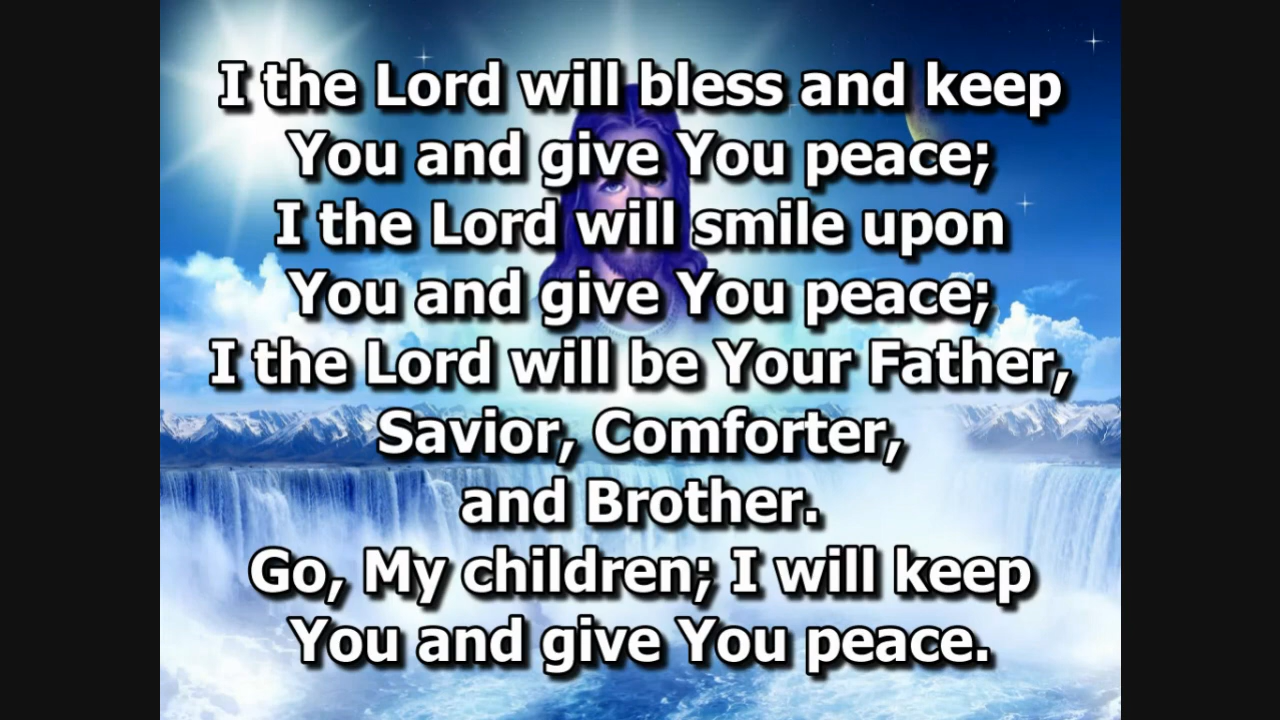 I the Lord will bless and keep
You and give You peace;
I the Lord will smile upon
You and give You peace;
I the Lord will be Your Father,
Savior, Comforter,
and Brother.
Go, My children; I will keep
You and give You peace.